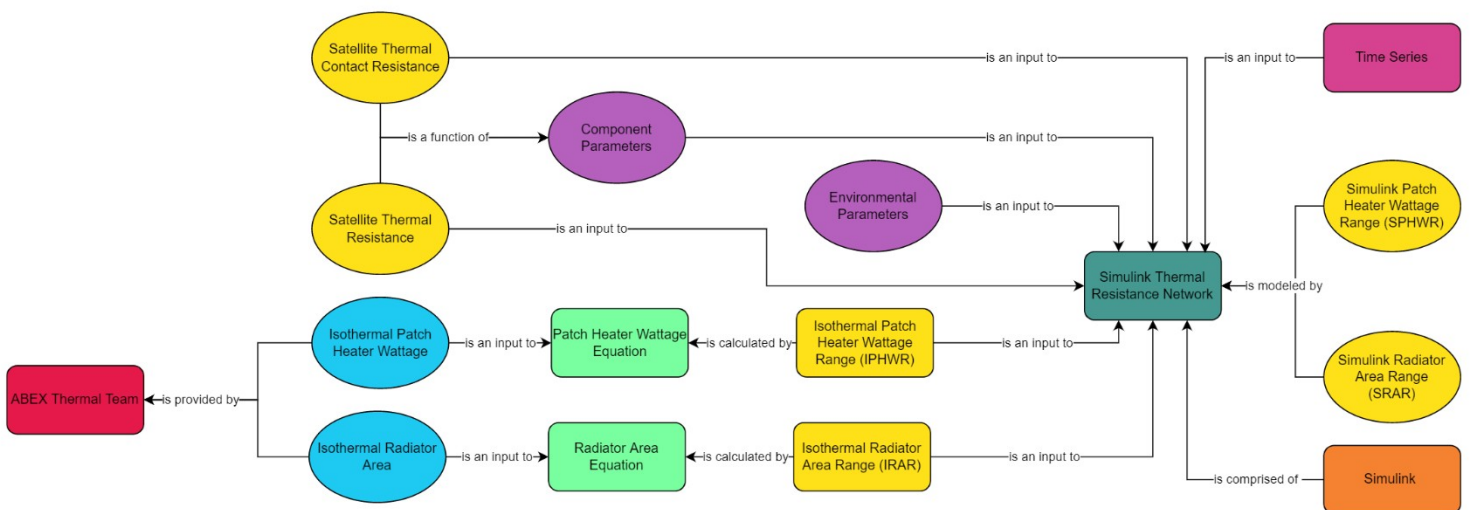 Satellite Thermal
Contact Resistance
is an input to
is an input to
Time Series
is a function of
Component
Parameters
is an input to
Environmental
Parameters
is an input to
Simulink Patch
Heater Wattage
Range (SPHWR)
Satellite Thermal
Resistance
is an input to
Simulink Thermal
Resistance Network
is modeled by
Isothermal Patch
Heater Wattage
is an input to
Patch Heater Wattage
Equation
is calculated by
Isothermal Patch
Heater Wattage
Range (IPHWR)
is an input to
Simulink Radiator
Area Range
(SRAR)
ABEX Thermal Team
is provided by
Isothermal Radiator
Area
is an input to
Radiator Area
Equation
is calculated by
Isothermal Radiator
Area Range (IRAR)
is an input to
is comprised of
Simulink